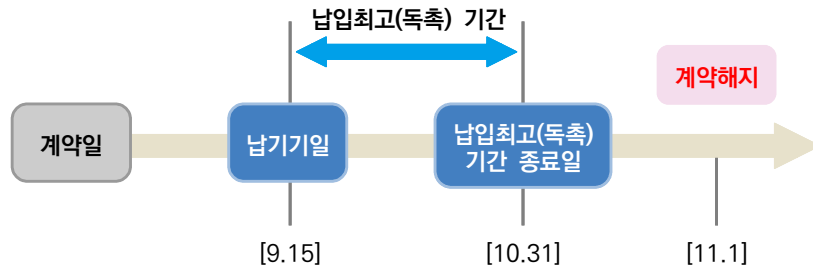 납입최고(독촉) 기간
계약해지
계약일
납기기일
납입최고(독촉)
기간 종료일
[9.15]
[10.31]
[11.1]